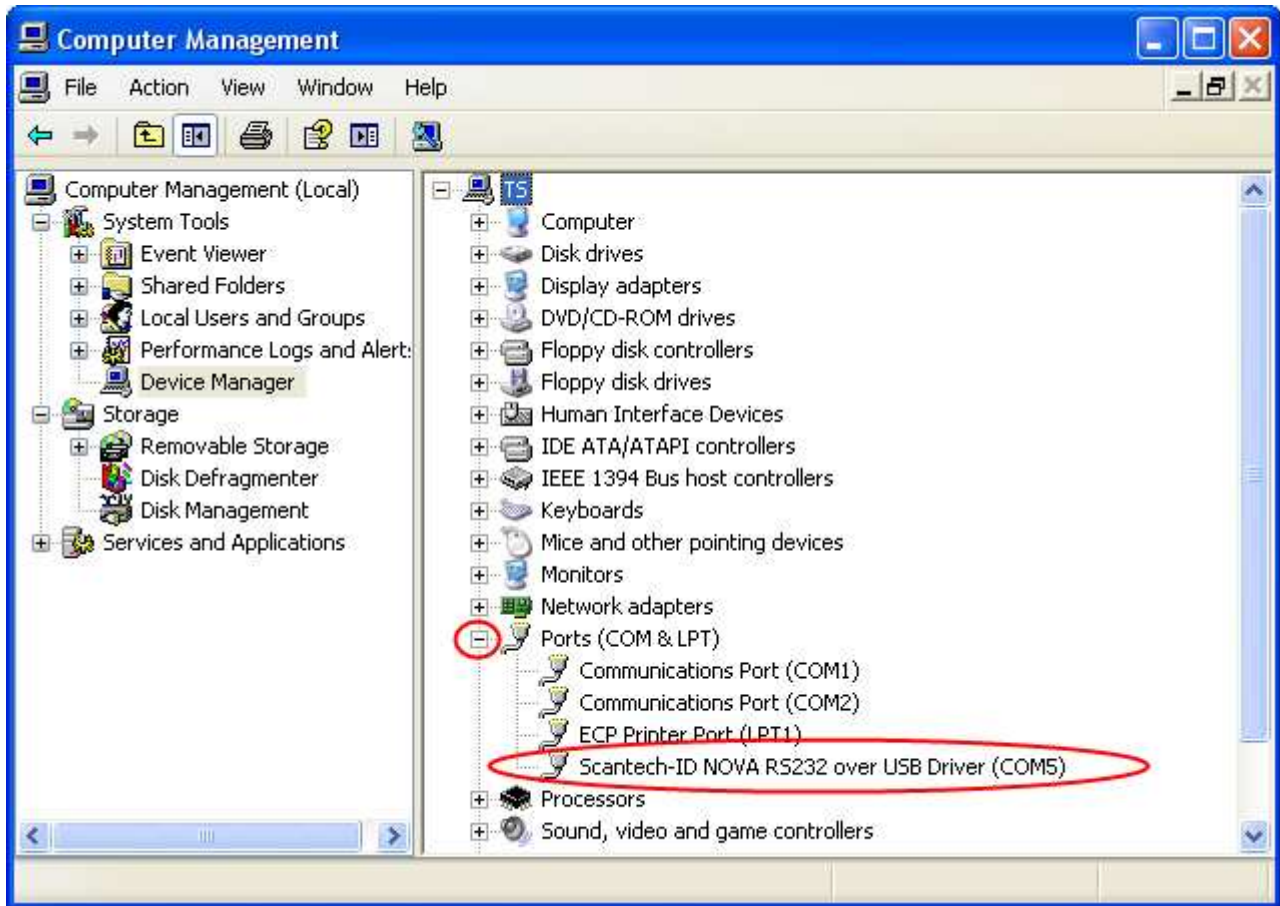 Computer Management
File Action View Window Help
Computer Management (Local)
System Tools
Event Viewer
Shared Folders
Local Users and Groups
Performance Logs and Alert
Device Manager
Storage
Removable Storage
Disk Defragmenter
Disk Management
Services and Applications
TS
Computer
Disk drives
Display adapters
DVD/CD-ROM drives
Floppy disk controllers
Floppy disk drives
Human Interface Devices
IDE ATA/ATAPI controllers
IEEE 1394 Bus host controllers
Keyboards
Mice and other pointing devices
Monitors
Network adapters
Ports (COM & LPT)
Communications Port (COM1)
Communications Port (COM2)
ECP Printer Port (LPT1)
Scantech-ID NOVA RS232 over USB Driver (COM5)
Processors
Sound, video and game controllers